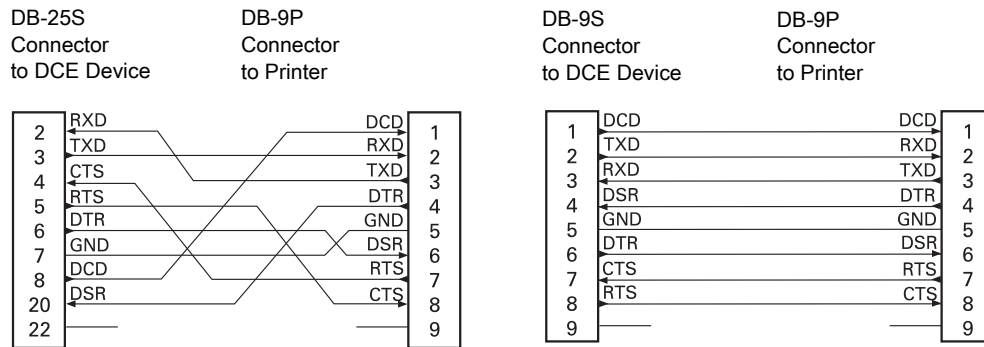 DB-25S
Connector
to DCE Device
DB-9P
Connector
to Printer
2 RXD DCD 1
3 TXD RXD 2
4 CTS TXD 3
5 RTS DTR 4
6 DTR GND 5
7 GND DSR 6
8 DCD RTS 7
20 DSR CTS 8
22 9
DB-9S
Connector
to DCE Device
DB-9P
Connector
to Printer
1 DCD DCD 1
2 TXD RXD 2
3 RXD TXD 3
4 DSR DTR 4
5 GND GND 5
6 DTR DSR 6
7 CTS RTS 7
8 RTS CTS 8
9 9